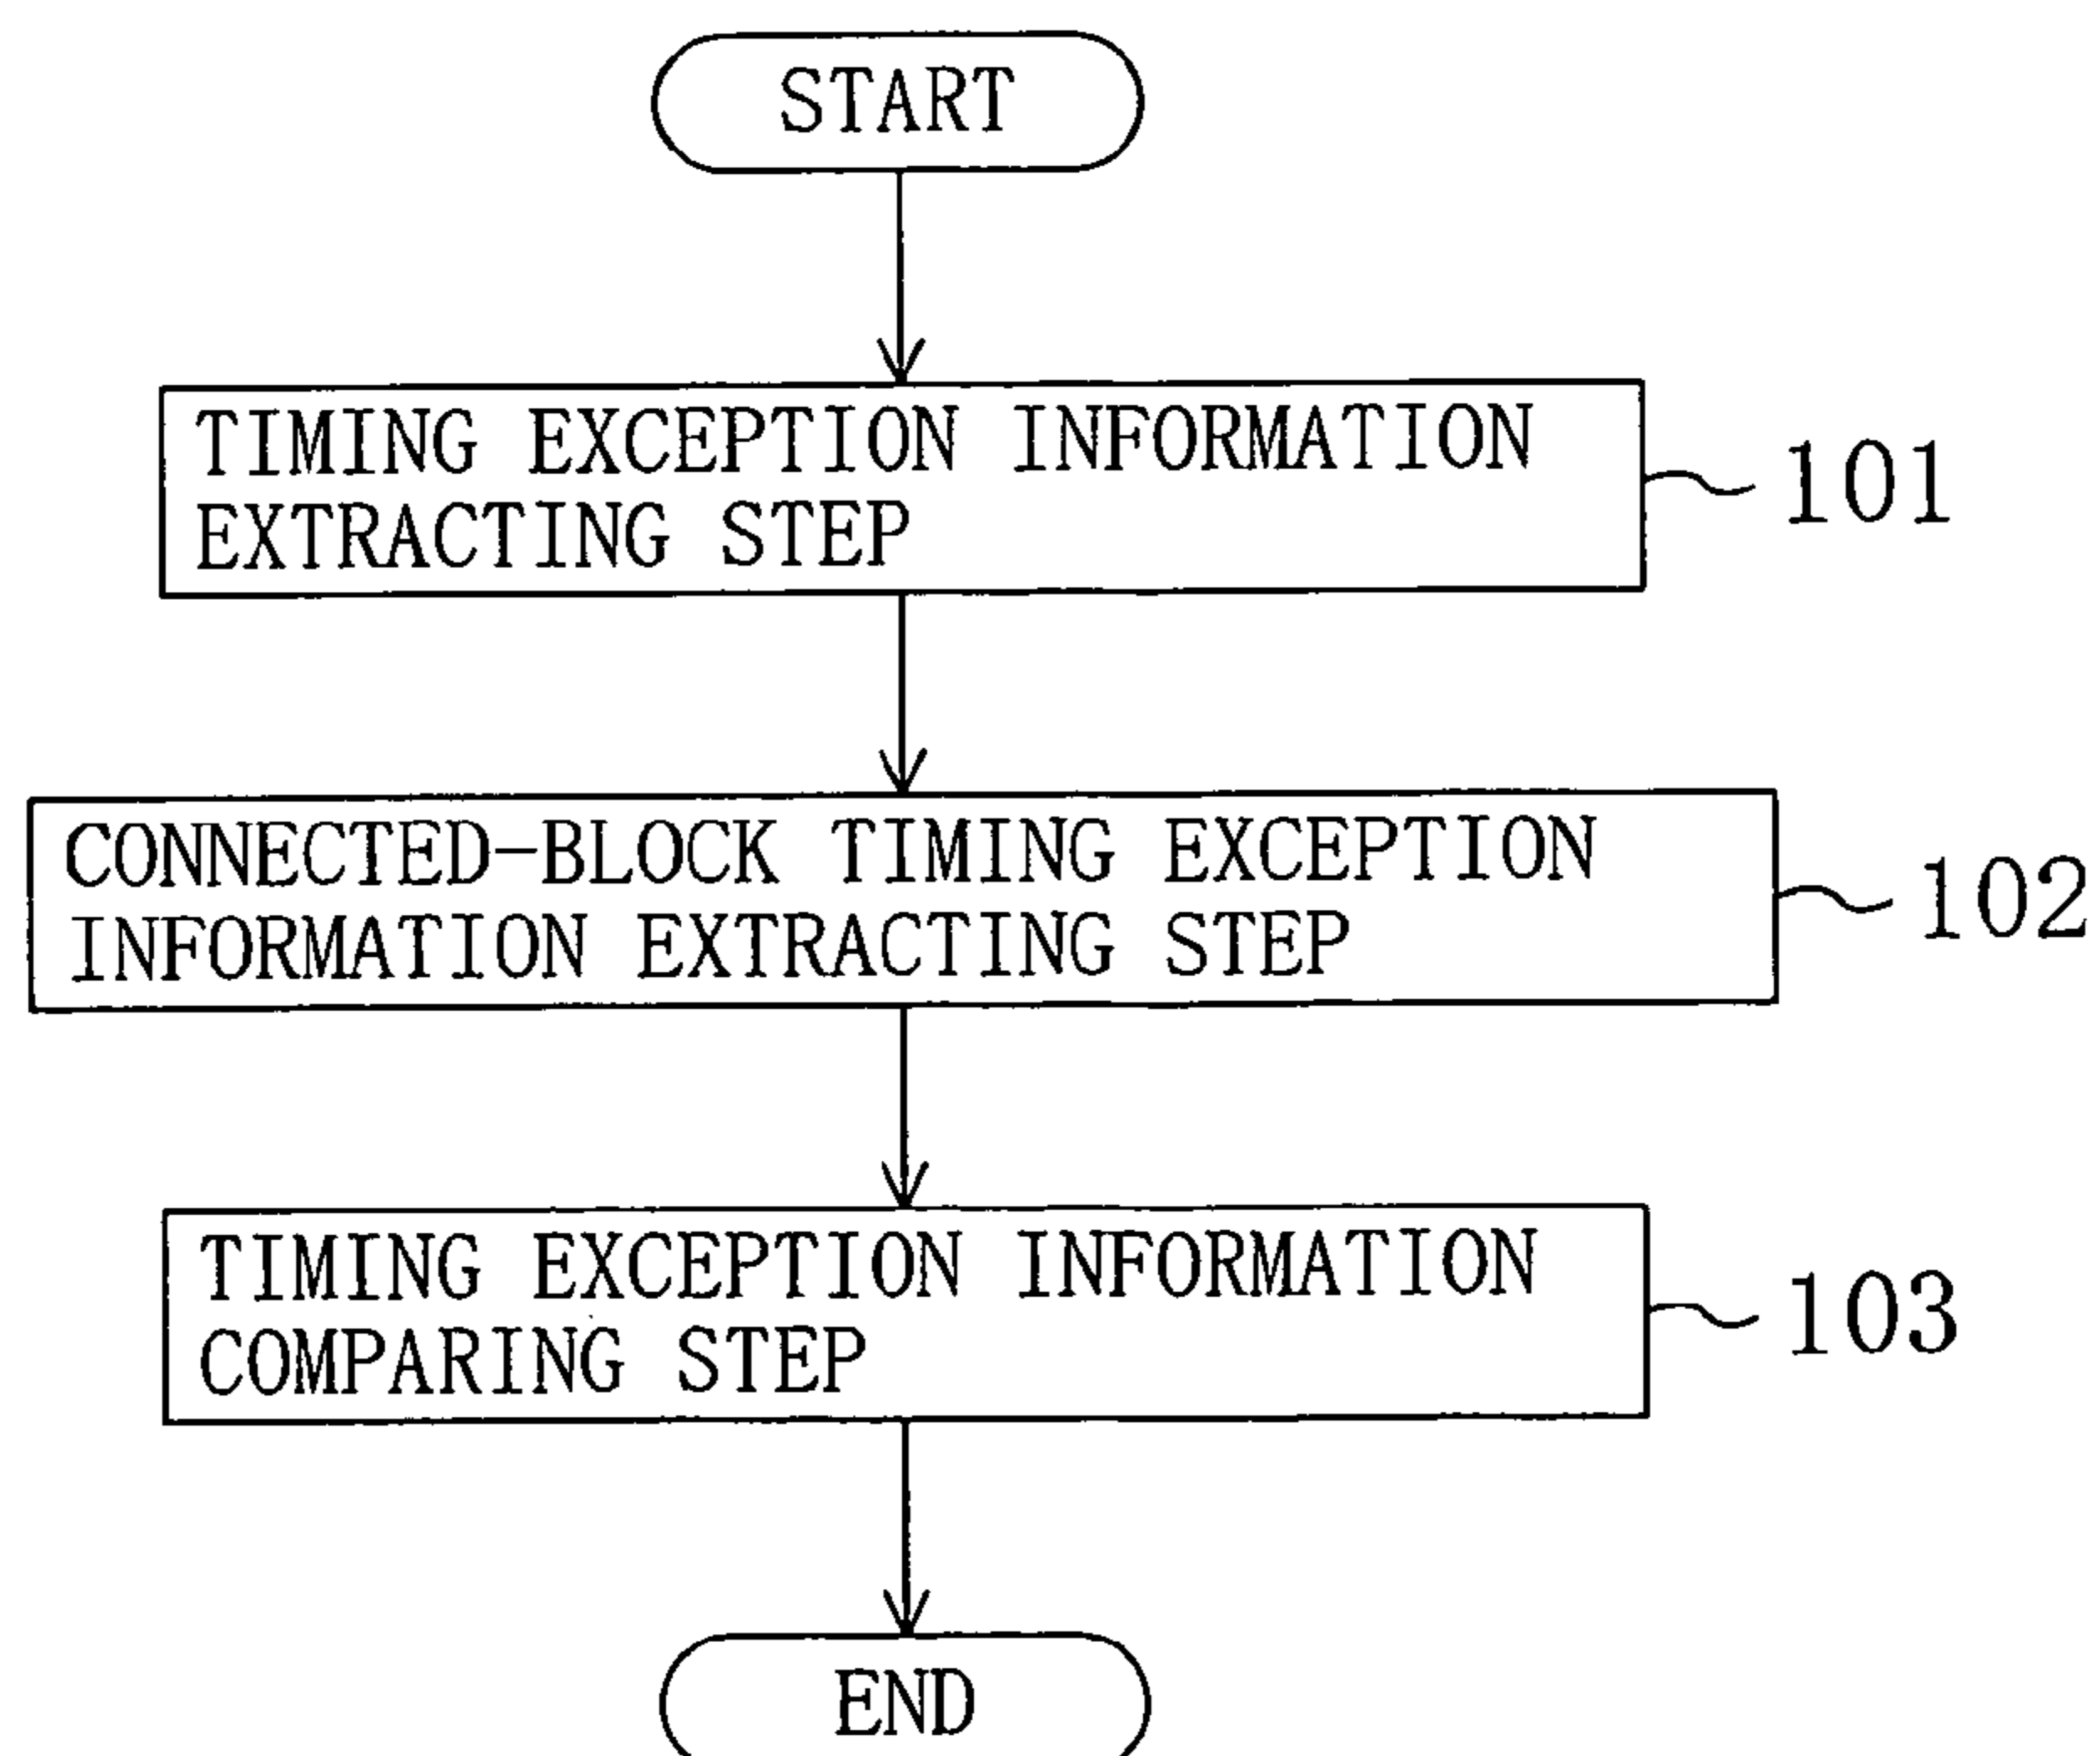 START
TIMING EXCEPTION INFORMATION
EXTRACTING STEP
101
CONNECTED-BLOCK TIMING EXCEPTION
INFORMATION EXTRACTING STEP
102
TIMING EXCEPTION INFORMATION
COMPARING STEP
103
END